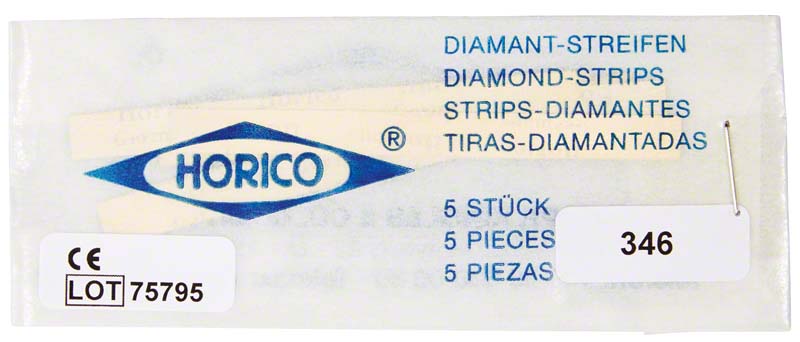 DIAMANT-STREIFEN
DIAMOND-STRIPS
STRIPS-DIAMANTES
TIRAS-DIAMANTADAS
HORICO ®
5 STÜCK
5 PIECES
5 PIEZAS
346
CE
LOT 75795